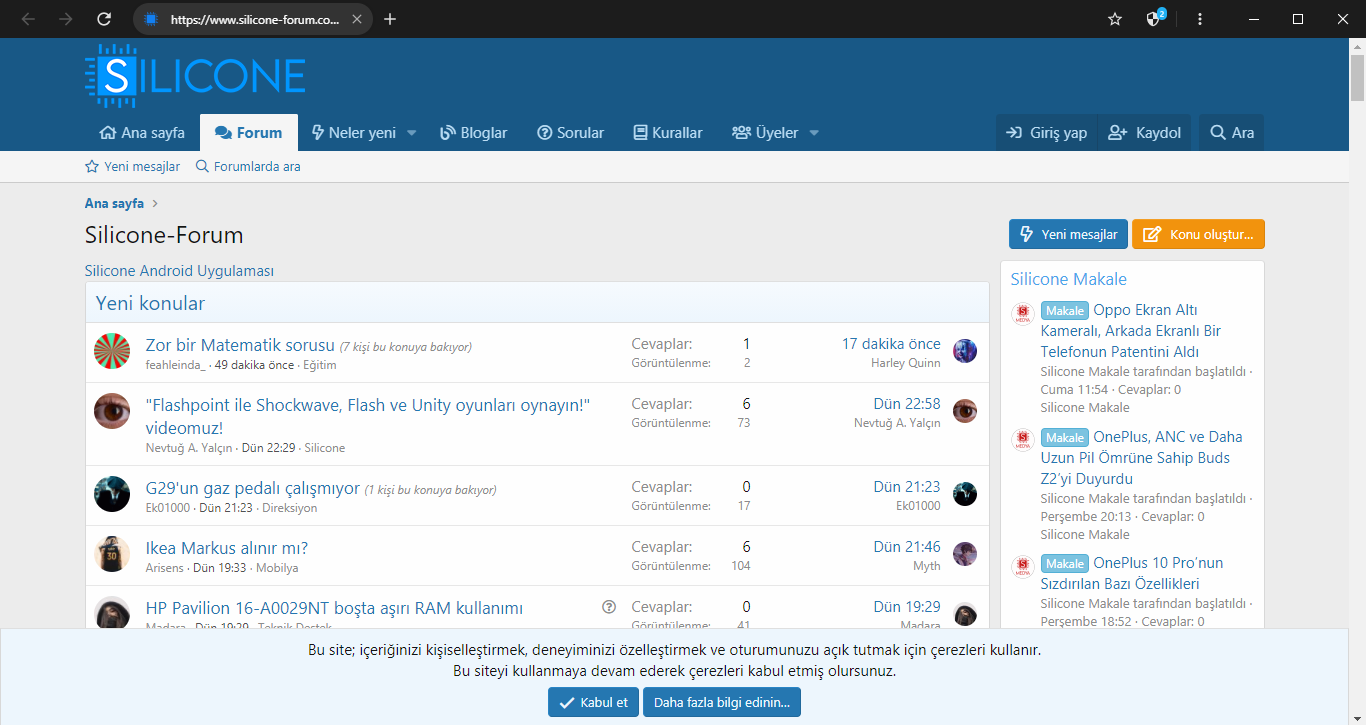 https://www.silicone-forum.co...
2
SILICONE
Ana sayfa
Forum
Neler yeni
Bloglar
Sorular
Kurallar
Üyeler
Giriş yap
Kaydol
Ara
Yeni mesajlar
Forumlarda ara
Ana sayfa
Silicone-Forum
Yeni mesajlar
Konu oluştur...
Silicone Android Uygulaması
Yeni konular
Zor bir Matematik sorusu (7 kişi bu konuya bakıyor)
feahleinda_ · 49 dakika önce · Eğitim
Cevaplar: 1
Görüntülenme: 2
17 dakika önce
Harley Quinn
"Flashpoint ile Shockwave, Flash ve Unity oyunları oynayın!"
videomuz!
Nevtuğ A. Yalçın · Dün 22:29 · Silicone
Cevaplar: 6
Görüntülenme: 73
Dün 22:58
Nevtuğ A. Yalçın
G29'un gaz pedalı çalışmıyor (1 kişi bu konuya bakıyor)
Ek01000 · Dün 21:23 · Direksiyon
Cevaplar: 0
Görüntülenme: 17
Dün 21:23
Ek01000
Ikea Markus alınır mı?
Arisens · Dün 19:33 · Mobilya
Cevaplar: 6
Görüntülenme: 104
Dün 21:46
Myth
HP Pavilion 16-A0029NT boşta aşırı RAM kullanımı
Madara · Dün 19:29 · Teknik Destek
Cevaplar: 0
Görüntülenme: 41
Dün 19:29
Madara
Silicone Makale
Makale Oppo Ekran Altı
Kameralı, Arkada Ekranlı Bir
Telefonun Patentini Aldı
Silicone Makale tarafından başlatıldı ·
Cuma 11:54 · Cevaplar: 0
Silicone Makale
Makale OnePlus, ANC ve Daha
Uzun Pil Ömrüne Sahip Buds
Z2’yi Duyurdu
Silicone Makale tarafından başlatıldı ·
Perşembe 20:13 · Cevaplar: 0
Silicone Makale
Makale OnePlus 10 Pro’nun
Sızdırılan Bazı Özellikleri
Silicone Makale tarafından başlatıldı ·
Perşembe 18:52 · Cevaplar: 0
Bu site; içeriğinizi kişiselleştirmek, deneyiminizi özelleştirmek ve oturumunuzu açık tutmak için çerezleri kullanır.
Bu siteyi kullanmaya devam ederek çerezleri kabul etmiş olursunuz.
Kabul et
Daha fazla bilgi edinin...